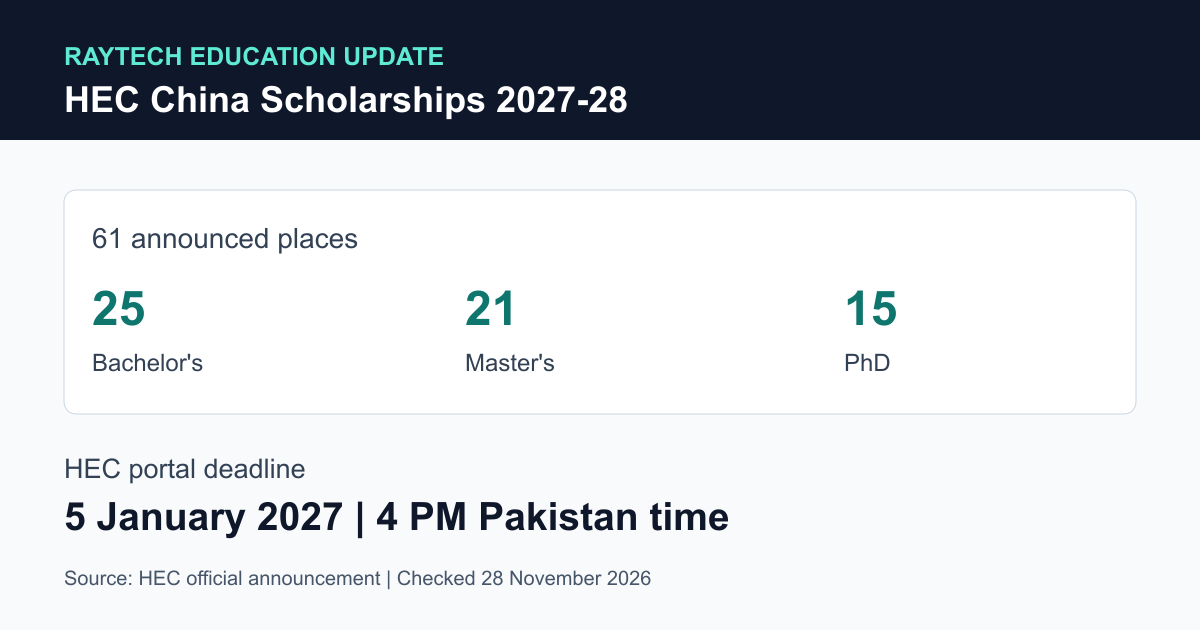 RAYTECH EDUCATION UPDATE
HEC China Scholarships 2027-28
61 announced places
25
Bachelor's
21
Master's
15
PhD
HEC portal deadline
5 January 2027 | 4 PM Pakistan time
Source: HEC official announcement | Checked 28 November 2026